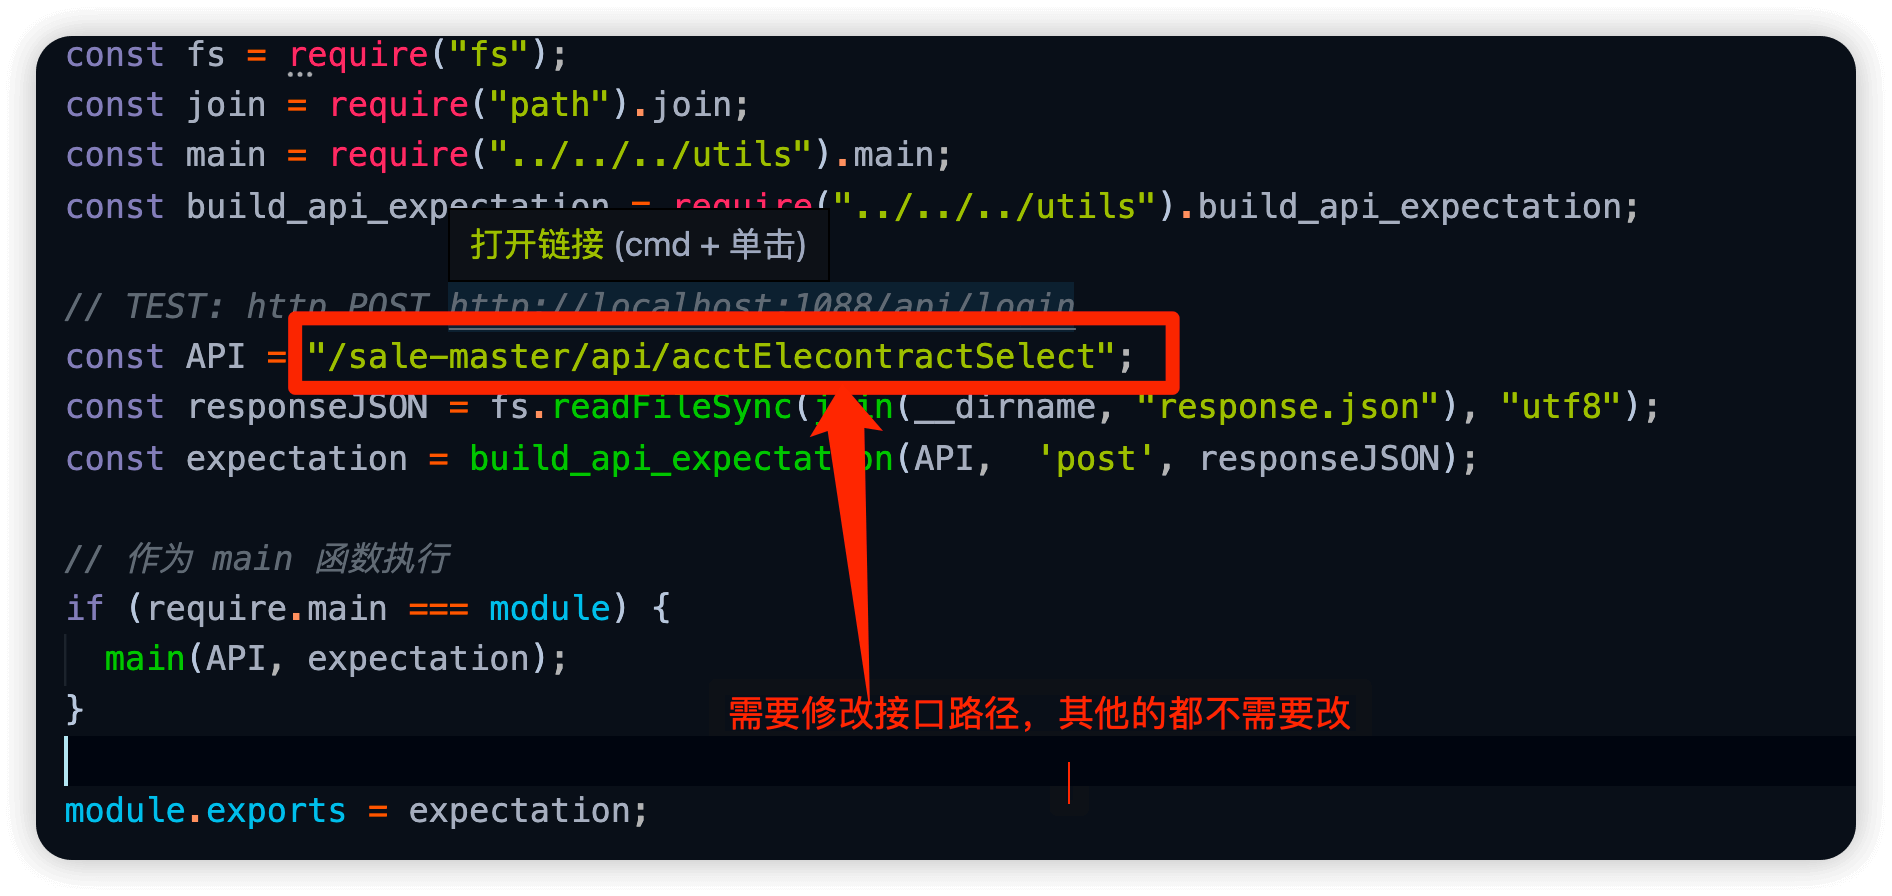 const fs = require("fs");
const join = require("path").join;
const main = require("../../../utils").main;
const build_api_expectation = require("../../../utils").build_api_expectation;
打开链接 (cmd + 单击)
// TEST: http POST http://localhost:1088/api/login
const API = "/sale-master/api/acctElecontractSelect";
const responseJSON = fs.readFileSync(join(__dirname, "response.json"), "utf8");
const expectation = build_api_expectation(API,  'post', responseJSON);
// 作为 main 函数执行
if (require.main === module) {
  main(API, expectation);
}
需要修改接口路径，其他的都不需要改
module.exports = expectation;